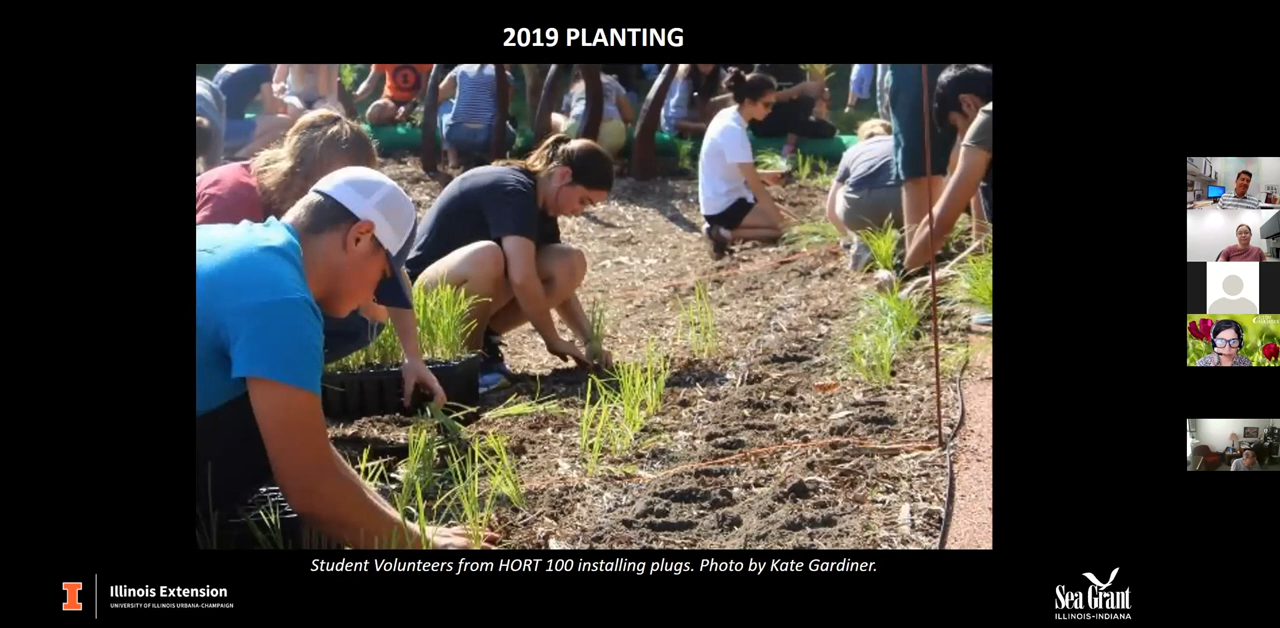 2019 PLANTING
Student Volunteers from HORT 100 installing plugs. Photo by Kate Gardiner.
I
Illinois Extension
UNIVERSITY OF ILLINOIS URBANA-CHAMPAIGN
Sea Grant
ILLINOIS-INDIANA